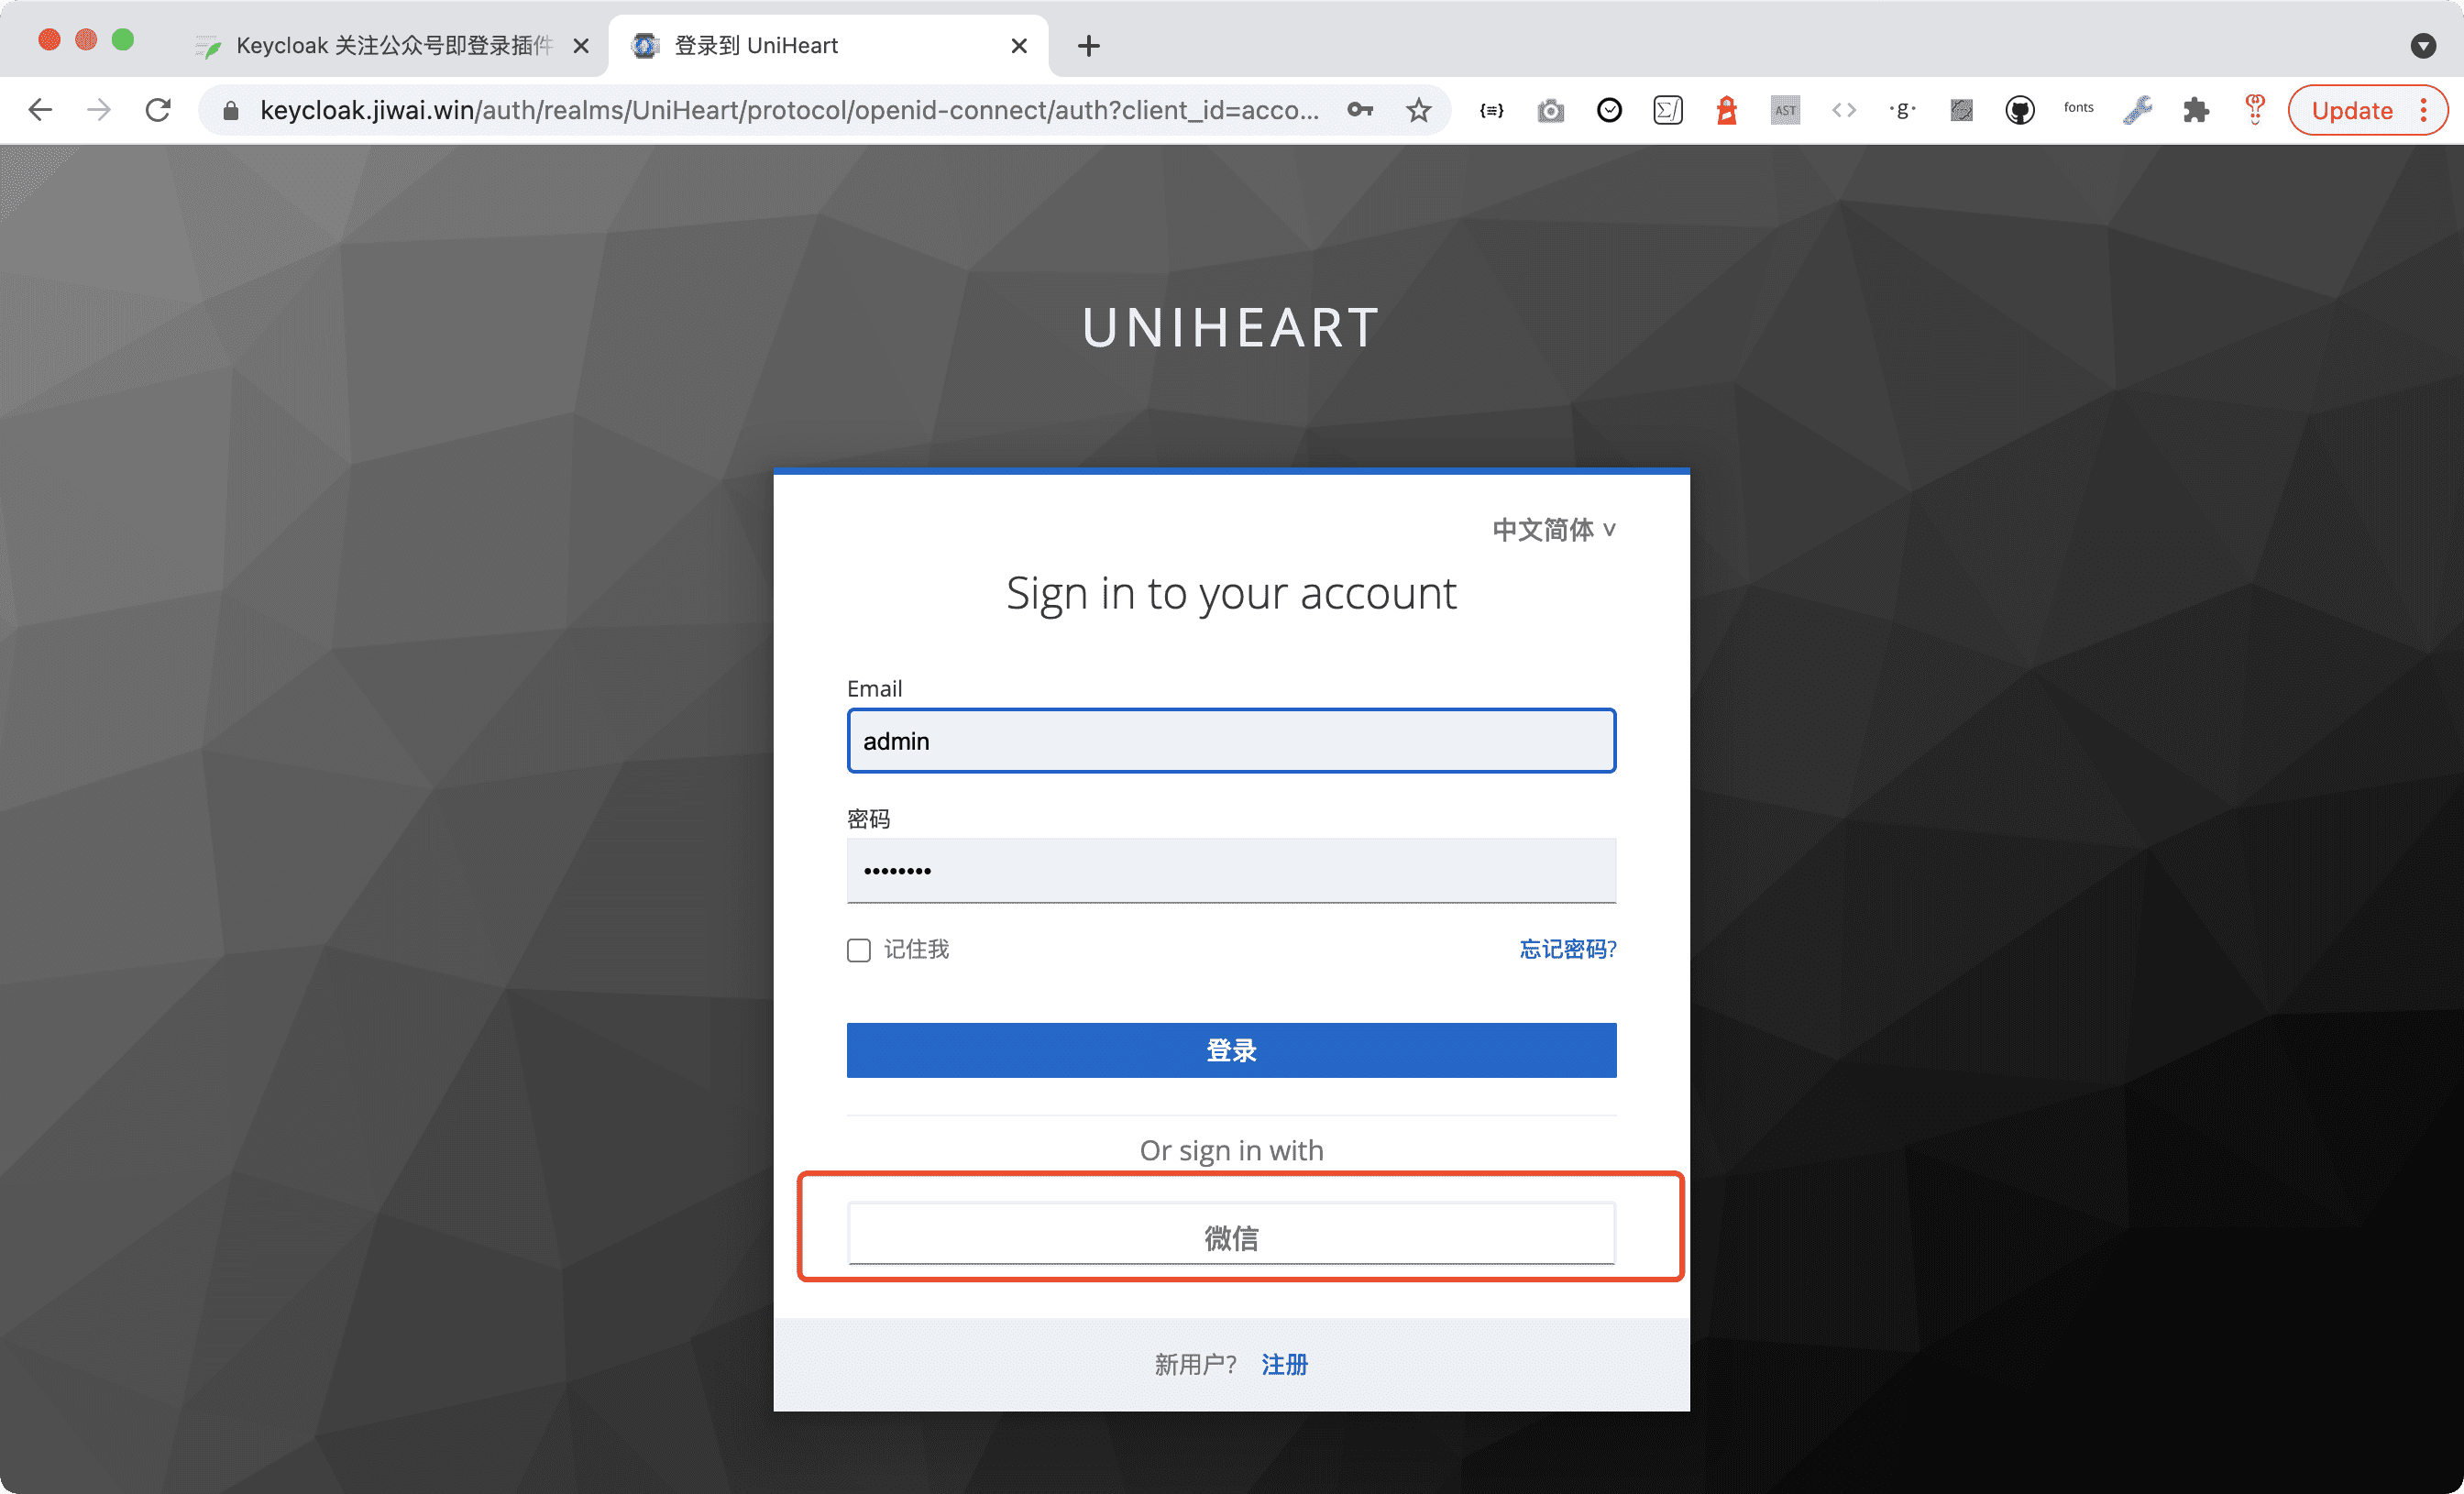 Keycloak 关注公众号即登录插件
登录到 UniHeart
keycloak.jiwai.win/auth/realms/UniHeart/protocol/openid-connect/auth?client_id=acco...
AST
·g·
fonts
Update
UNIHEART
中文简体
Sign in to your account
Email
admin
密码
••••••••
记住我
忘记密码?
登录
Or sign in with
微信
新用户? 注册